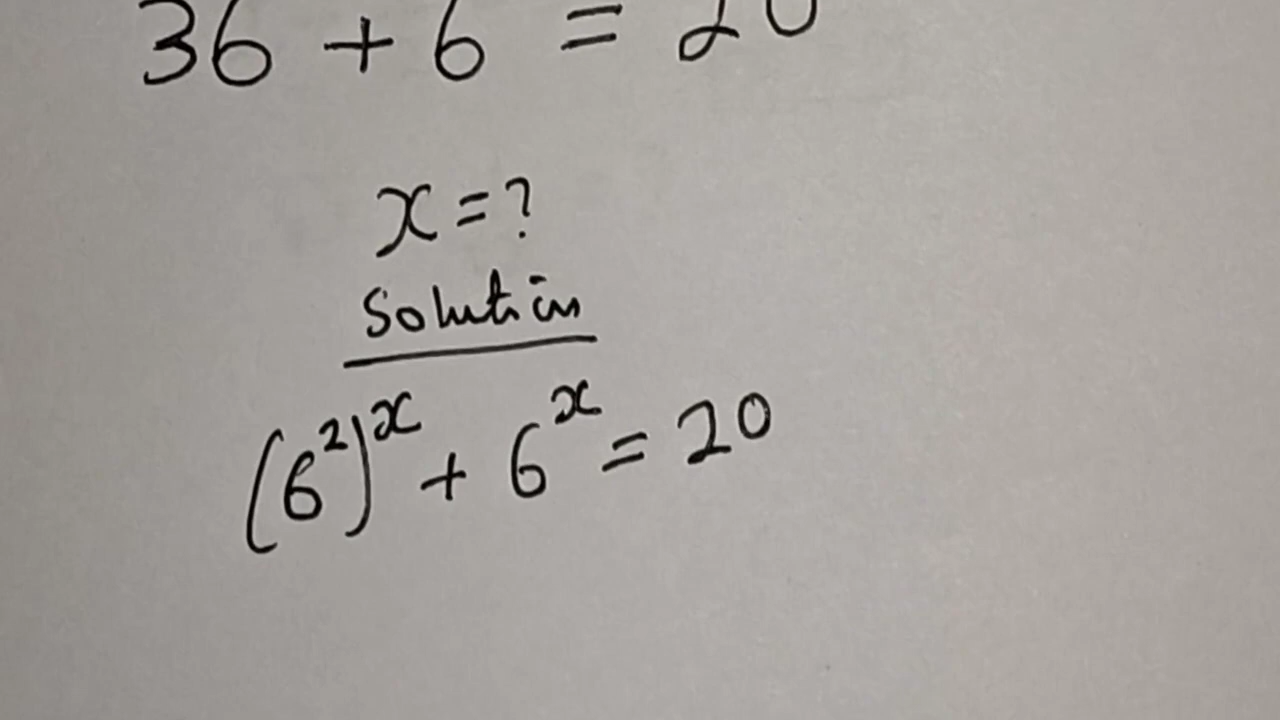 36 + 6 = 20
x = ?
Solution
(6²)ˣ + 6ˣ = 20